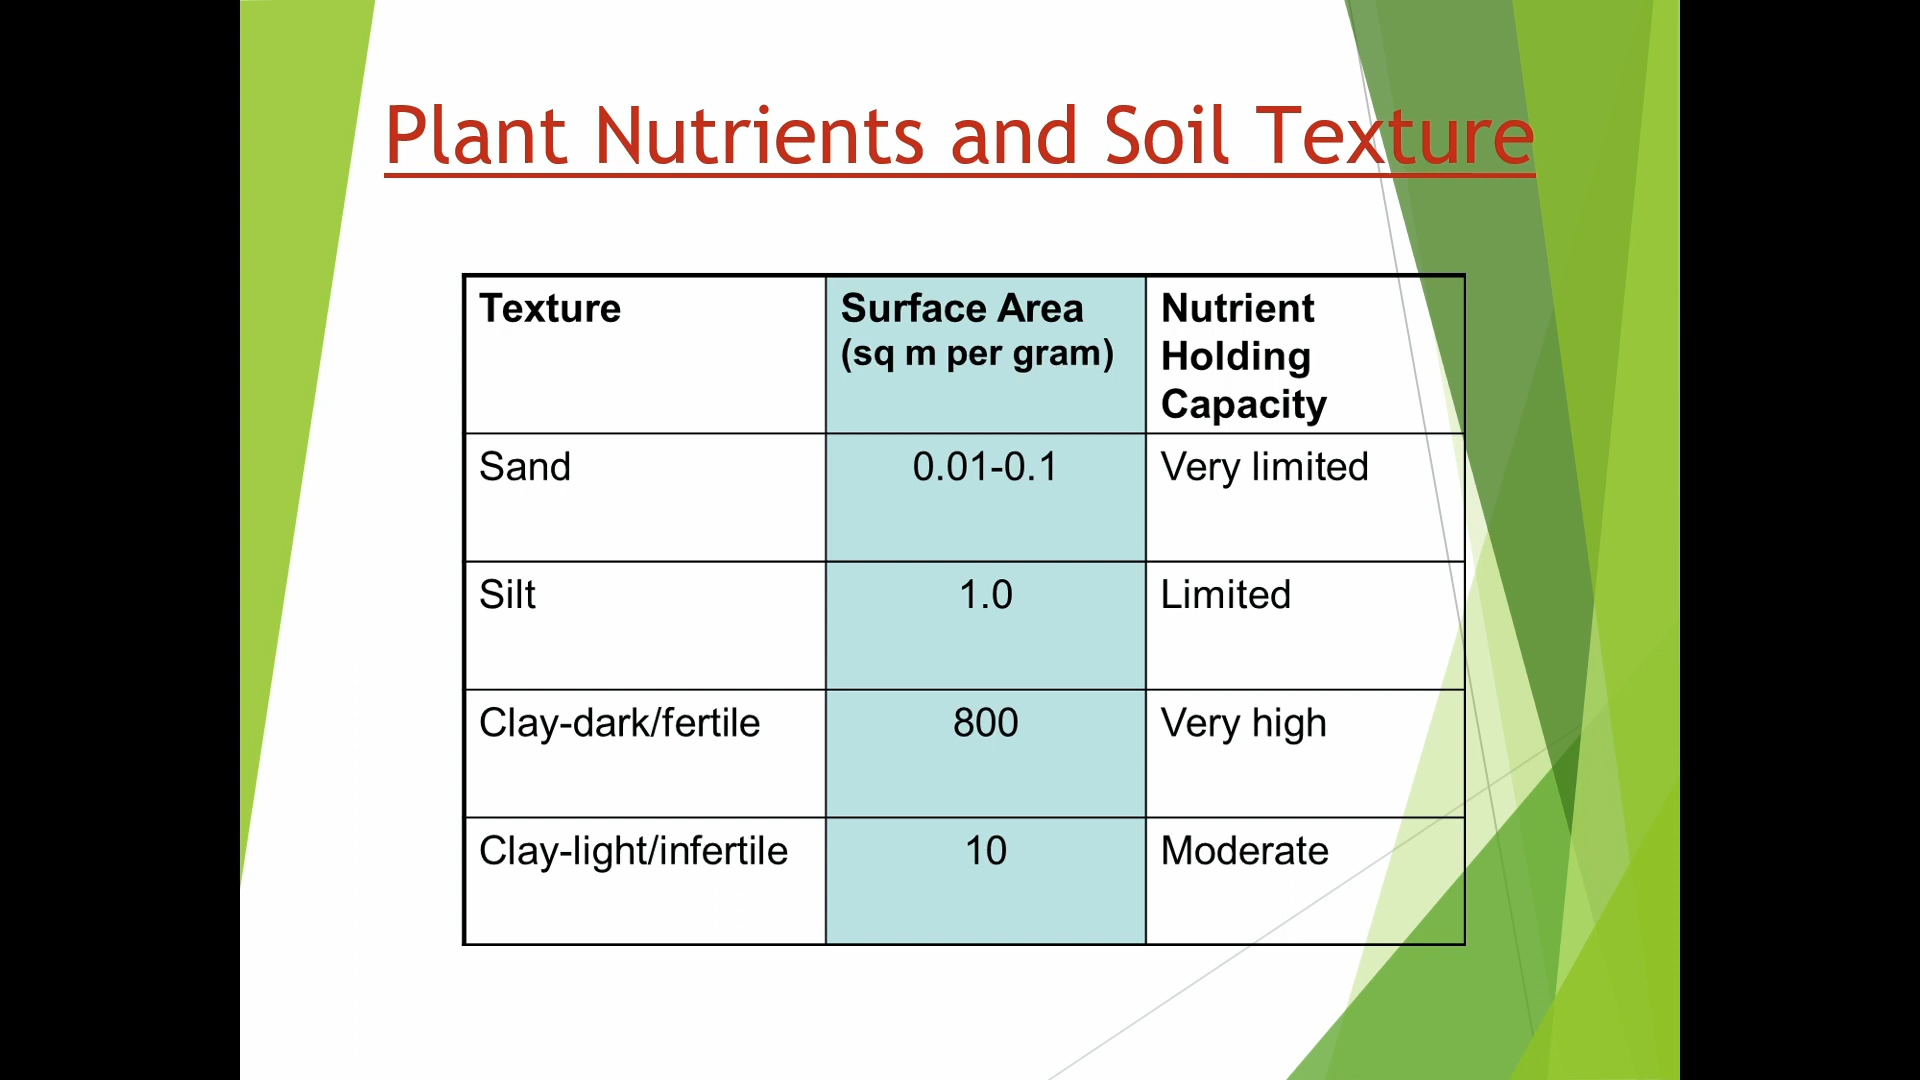 Plant Nutrients and Soil Texture
Texture
Surface Area
(sq m per gram)
Nutrient
Holding
Capacity
Sand
0.01-0.1
Very limited
Silt
1.0
Limited
Clay-dark/fertile
800
Very high
Clay-light/infertile
10
Moderate